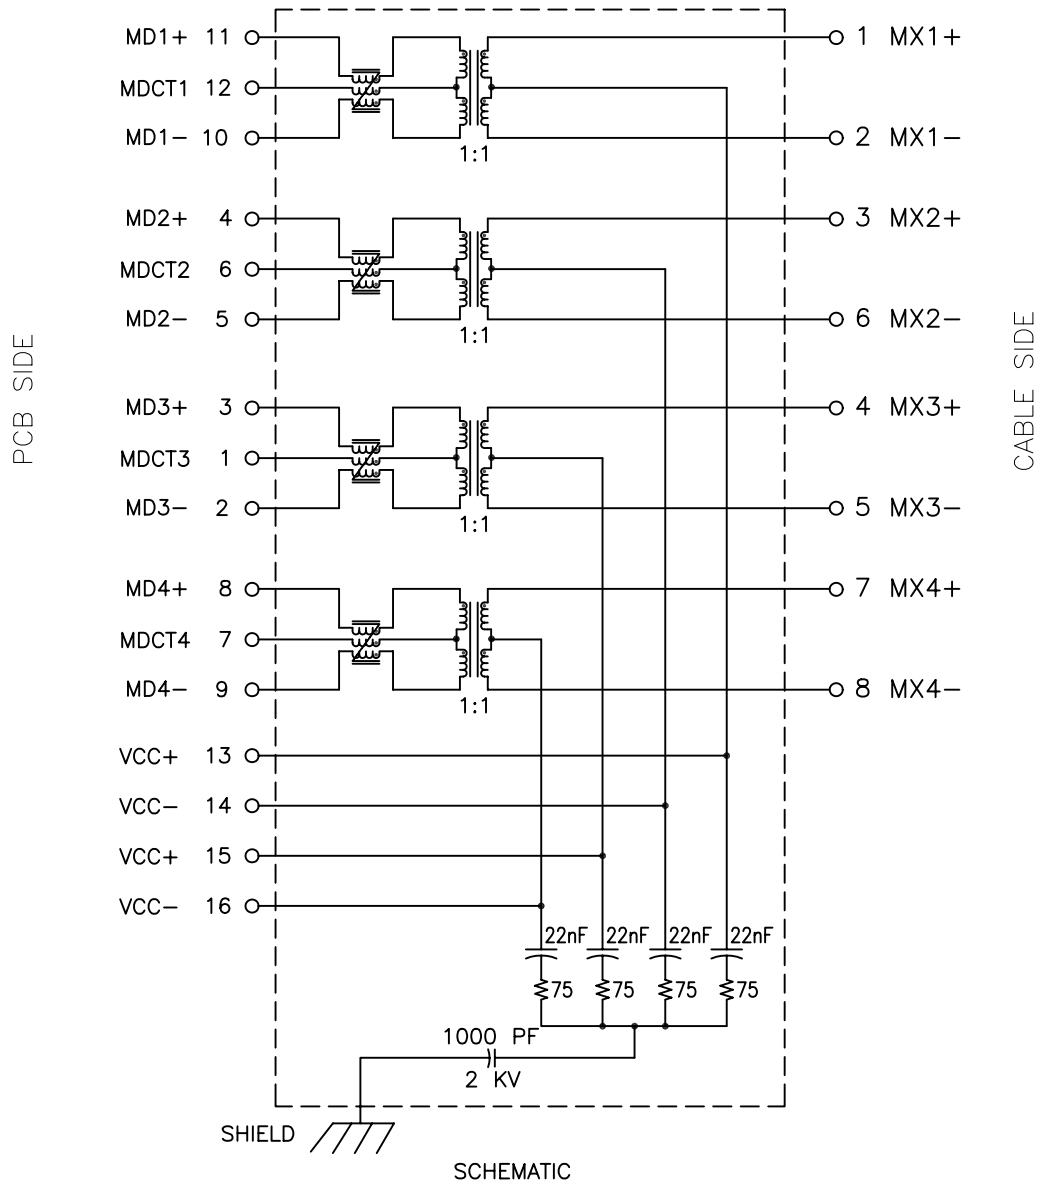 MD1+ 11 1 MX1+
MDCT1 12
MD1- 10 2 MX1-
1:1
MD2+ 4 3 MX2+
MDCT2 6
MD2- 5 6 MX2-
1:1
PCB SIDE
CABLE SIDE
MD3+ 3 4 MX3+
MDCT3 1
MD3- 2 5 MX3-
1:1
MD4+ 8 7 MX4+
MDCT4 7
MD4- 9 8 MX4-
1:1
VCC+ 13
VCC- 14
VCC+ 15
VCC- 16
22nF 22nF 22nF 22nF
75 75 75 75
1000 PF
2 KV
SHIELD
SCHEMATIC